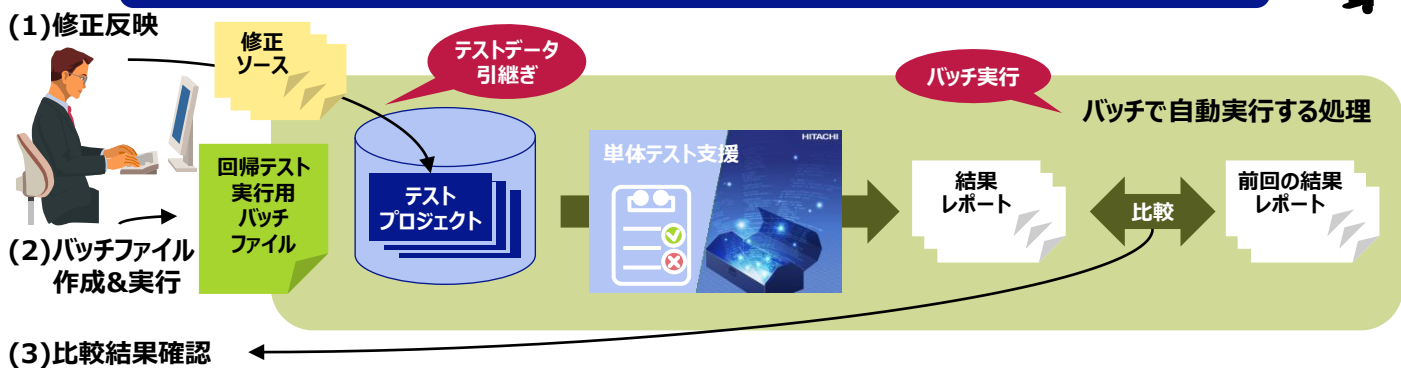 (1)修正反映
修正
ソース
テストデータ
引継ぎ
バッチ実行
バッチで自動実行する処理
回帰テスト
実行用
バッチ
ファイル
テスト
プロジェクト
単体テスト支援
HITACHI
結果
レポート
比較
前回の結果
レポート
(2)バッチファイル
作成&実行
(3)比較結果確認